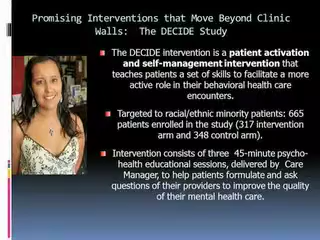 Promising Interventions that Move Beyond Clinic
Walls:  The DECIDE Study
The DECIDE intervention is a patient activation
and self-management intervention that
teaches patients a set of skills to facilitate a more
active role in their behavioral health care
encounters.
Targeted to racial/ethnic minority patients: 665
patients enrolled in the study (317 intervention
arm and 348 control arm).
Intervention consists of three  45-minute psycho-
health educational sessions, delivered by  Care
Manager, to help patients formulate and ask
questions of their providers to improve the quality
of their mental health care.